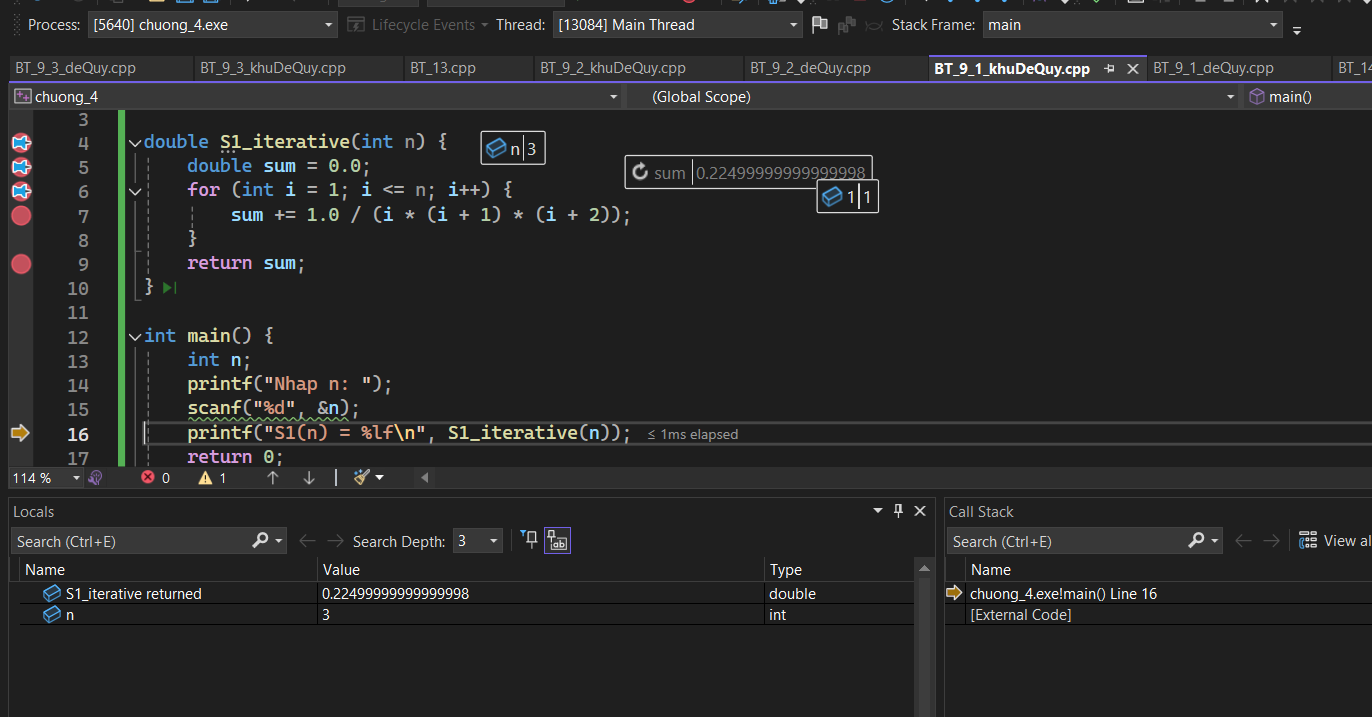 Process: [5640] chuong_4.exe Lifecycle Events Thread: [13084] Main Thread Stack Frame: main
BT_9_3_deQuy.cpp BT_9_3_khuDeQuy.cpp BT_13.cpp BT_9_2_khuDeQuy.cpp BT_9_2_deQuy.cpp BT_9_1_khuDeQuy.cpp BT_9_1_deQuy.cpp BT_14
chuong_4 (Global Scope) main()
3
4 double S1_iterative(int n) { n 3
5 double sum = 0.0; sum 0.22499999999999998
6 for (int i = 1; i <= n; i++) { 1 1
7 sum += 1.0 / (i * (i + 1) * (i + 2));
8 }
9 return sum;
10 }
11
12 int main() {
13 int n;
14 printf("Nhap n: ");
15 scanf("%d", &n);
16 printf("S1(n) = %lf\n", S1_iterative(n)); ≤ 1ms elapsed
17 return 0;
114 % 0 1
Locals
Search (Ctrl+E) Search Depth: 3
Name Value Type
S1_iterative returned 0.22499999999999998 double
n 3 int
Call Stack
Search (Ctrl+E) View al
Name
chuong_4.exe!main() Line 16
[External Code]